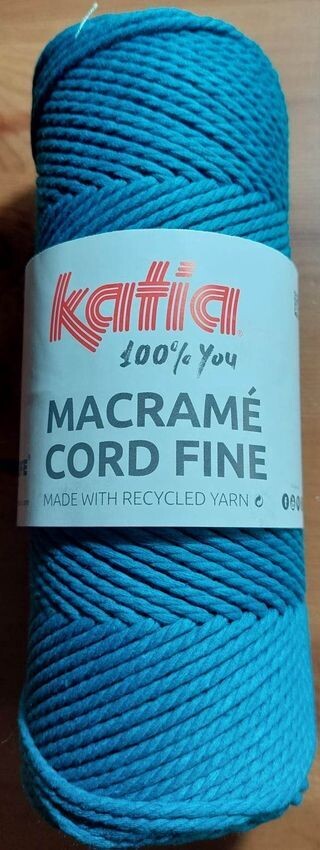 katia
100% You
MACRAMÉ
CORD FINE
MADE WITH RECYCLED YARN